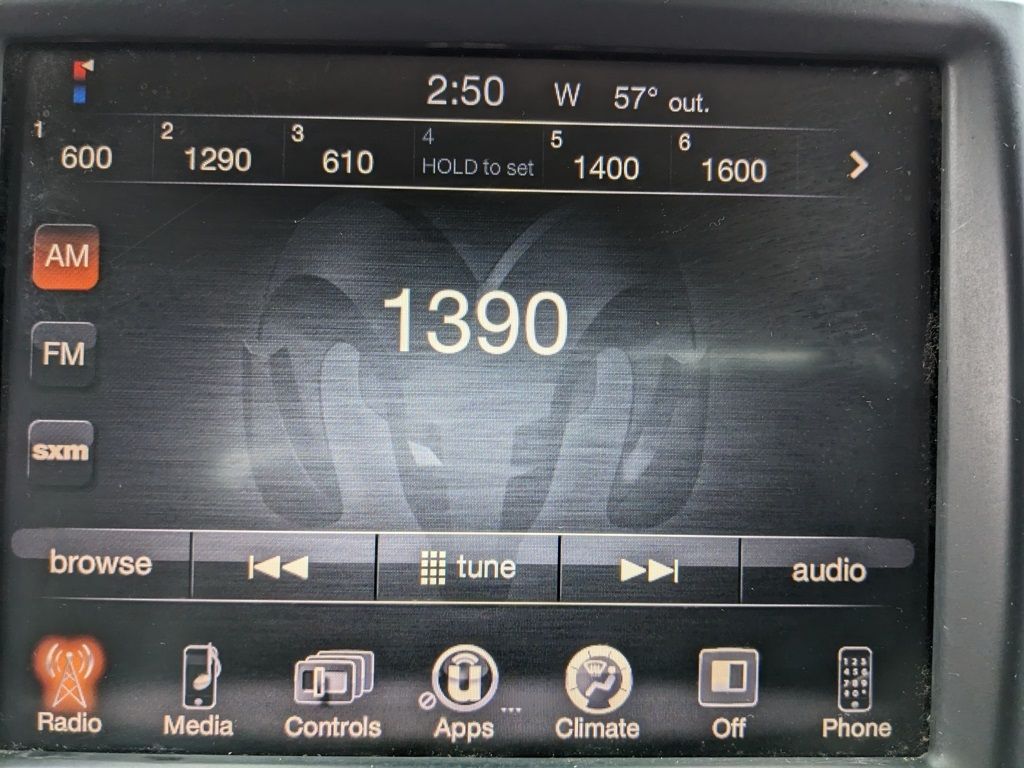 2:50 W 57° out.
1 600 2 1290 3 610 4 HOLD to set 5 1400 6 1600
AM
1390
FM
sxm
browse tune audio
Radio Media Controls Apps ... Climate Off Phone